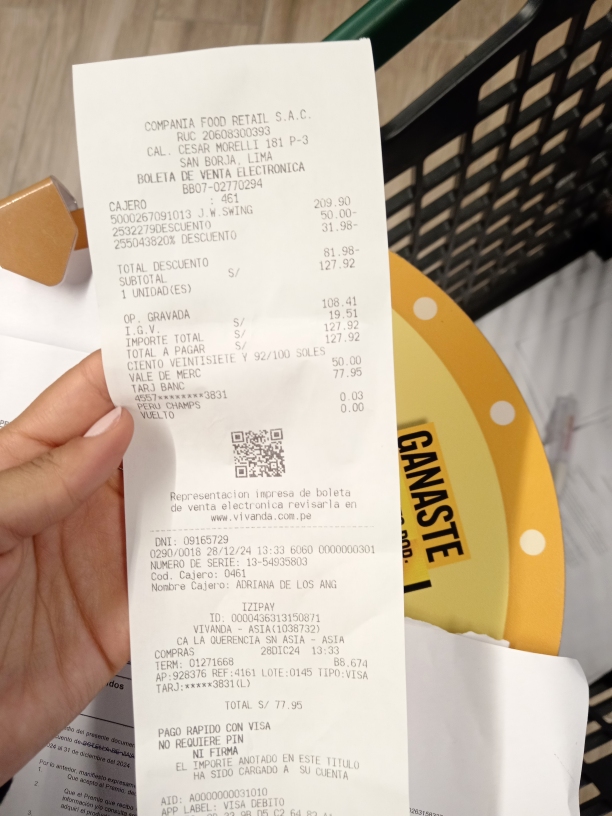 COMPANIA FOOD RETAIL S.A.C.
RUC 20608300393
CAL. CESAR MORELLI 181 P-3
SAN BORJA, LIMA
BOLETA DE VENTA ELECTRONICA
BB07-02770294
CAJERO : 461
5000267091013 J.W.SWING 209.90
2532279DESCUENTO 50.00-
255043820% DESCUENTO 31.98-
TOTAL DESCUENTO 81.98-
SUBTOTAL S/ 127.92
1 UNIDAD(ES)
OP. GRAVADA 108.41
I.G.V. S/ 19.51
IMPORTE TOTAL S/ 127.92
TOTAL A PAGAR S/ 127.92
CIENTO VEINTISIETE Y 92/100 SOLES
VALE DE MERC 50.00
TARJ BANC 77.95
4557********3831
PERU CHAMPS 0.03
VUELTO 0.00
Representacion impresa de boleta
de venta electronica revisarla en
www.vivanda.com.pe
DNI: 09165729
0290/0018 28/12/24 13:33 6060 0000000301
NUMERO DE SERIE: 13-54935803
Cod. Cajero: 0461
Nombre Cajero: ADRIANA DE LOS ANG
IZIPAY
ID: 0000436313150871
VIVANDA - ASIA(1038732)
CA LA QUERENCIA SN ASIA - ASIA
COMPRAS 28DIC24 13:33
TERM: 01271668 B8.674
AP:928376 REF:4161 LOTE:0145 TIPO:VISA
TARJ:*****3831(L)
TOTAL S/ 77.95
PAGO RAPIDO CON VISA
NO REQUIERE PIN
NI FIRMA
EL IMPORTE ANOTADO EN ESTE TITULO
HA SIDO CARGADO A SU CUENTA
AID: A0000000031010
APP LABEL: VISA DEBITO
GANASTE